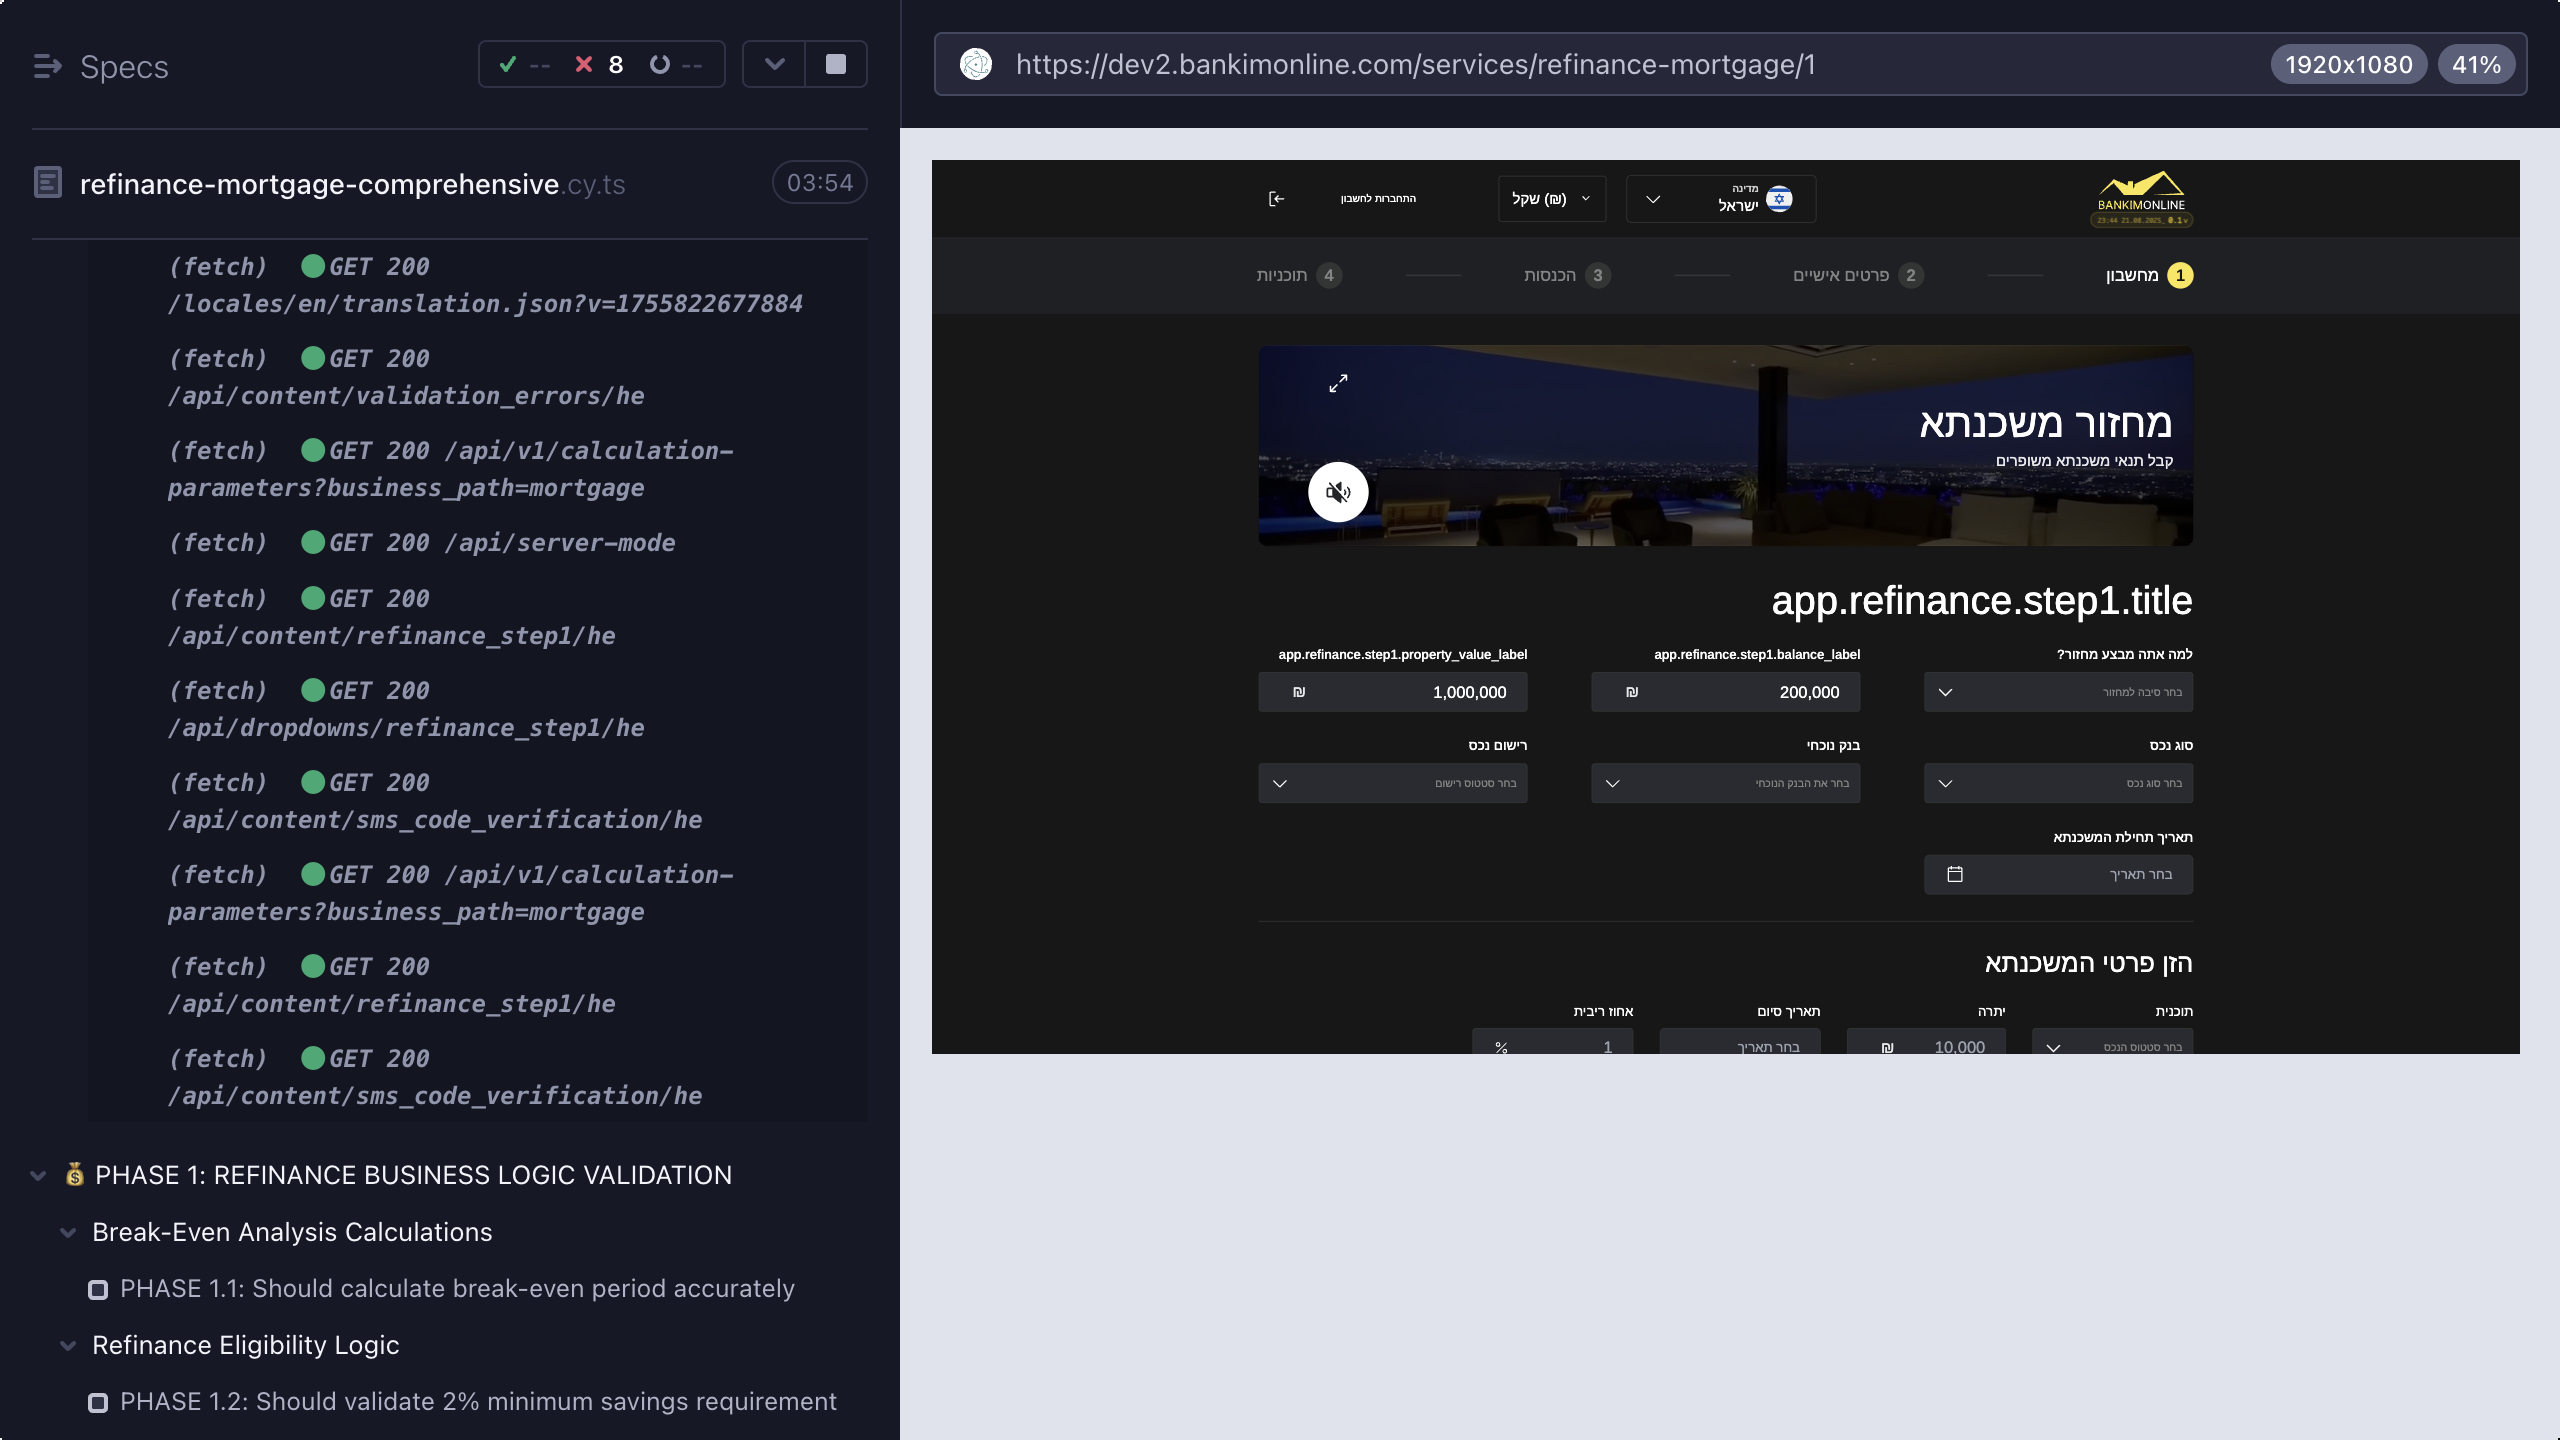 Specs
-- 8 --
refinance-mortgage-comprehensive.cy.ts 03:54
(fetch) GET 200
/locales/en/translation.json?v=1755822677884
(fetch) GET 200
/api/content/validation_errors/he
(fetch) GET 200 /api/v1/calculation-
parameters?business_path=mortgage
(fetch) GET 200 /api/server-mode
(fetch) GET 200
/api/content/refinance_step1/he
(fetch) GET 200
/api/dropdowns/refinance_step1/he
(fetch) GET 200
/api/content/sms_code_verification/he
(fetch) GET 200 /api/v1/calculation-
parameters?business_path=mortgage
(fetch) GET 200
/api/content/refinance_step1/he
(fetch) GET 200
/api/content/sms_code_verification/he
💰 PHASE 1: REFINANCE BUSINESS LOGIC VALIDATION
Break-Even Analysis Calculations
PHASE 1.1: Should calculate break-even period accurately
Refinance Eligibility Logic
PHASE 1.2: Should validate 2% minimum savings requirement
https://dev2.bankimonline.com/services/refinance-mortgage/1 1920x1080 41%
BANKIMONLINE
23:44 21.08.2025_ 0.1v
מדינה
ישראל
שקל (₪)
התחברות לחשבון
1 מחשבון
2 פרטים אישיים
3 הכנסות
4 תוכניות
מחזור משכנתא
קבל תנאי משכנתא משופרים
app.refinance.step1.title
למה אתה מבצע מחזור?
app.refinance.step1.balance_label
app.refinance.step1.property_value_label
בחר סיבה למחזור
200,000 ₪
1,000,000 ₪
סוג נכס
בנק נוכחי
רישום נכס
בחר סוג נכס
בחר את הבנק הנוכחי
בחר סטטוס רישום
תאריך תחילת המשכנתא
בחר תאריך
הזן פרטי המשכנתא
תוכנית
יתרה
תאריך סיום
אחוז ריבית
בחר סטטוס הנכס
10,000 ₪
בחר תאריך
1 %